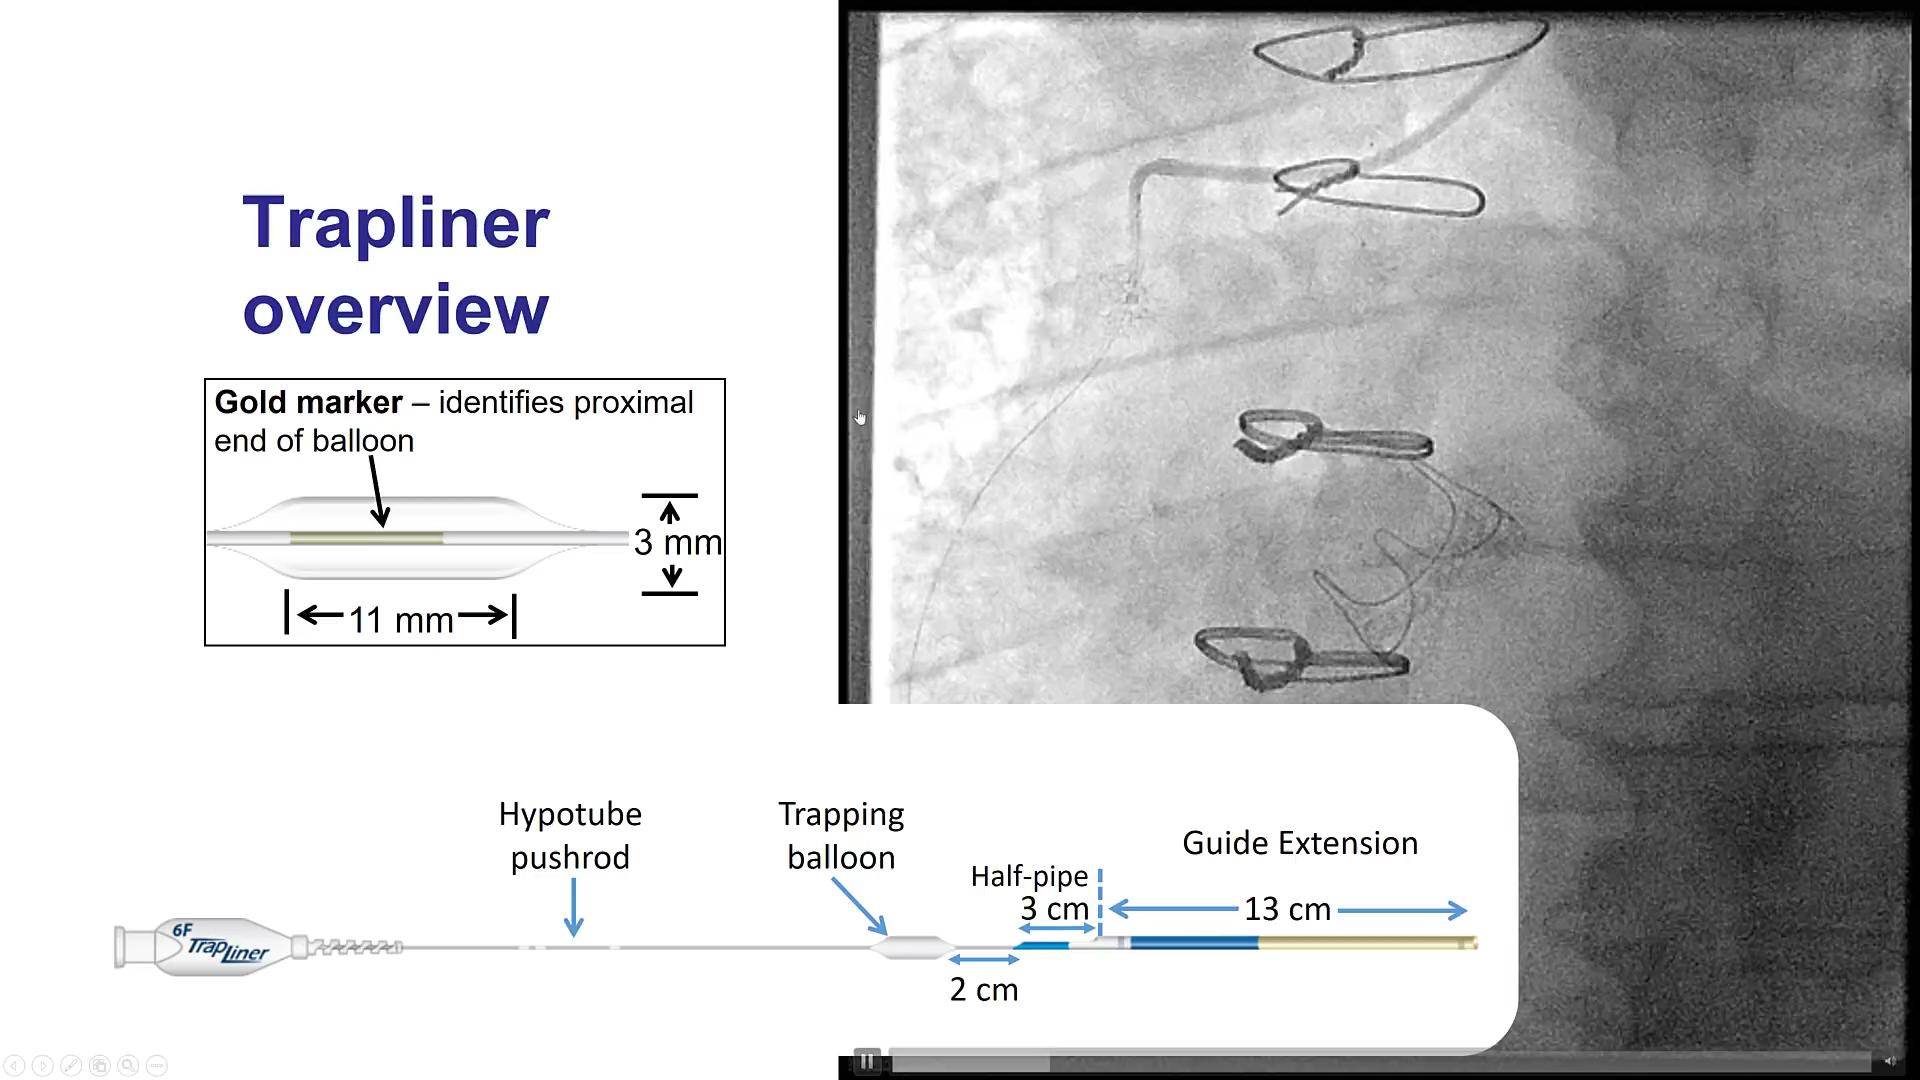 Trapliner
overview
Gold marker – identifies proximal
end of balloon
3 mm
11 mm
Hypotube
pushrod
Trapping
balloon
Half-pipe
3 cm
Guide Extension
13 cm
2 cm
6F
TrapLiner